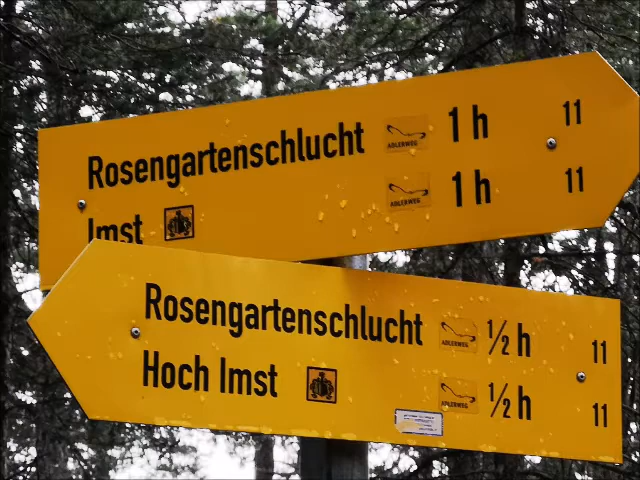 Rosengartenschlucht ADLERWEG 1 h 11
Imst ADLERWEG 1 h 11
Rosengartenschlucht ADLERWEG 1/2 h 11
Hoch Imst ADLERWEG 1/2 h 11